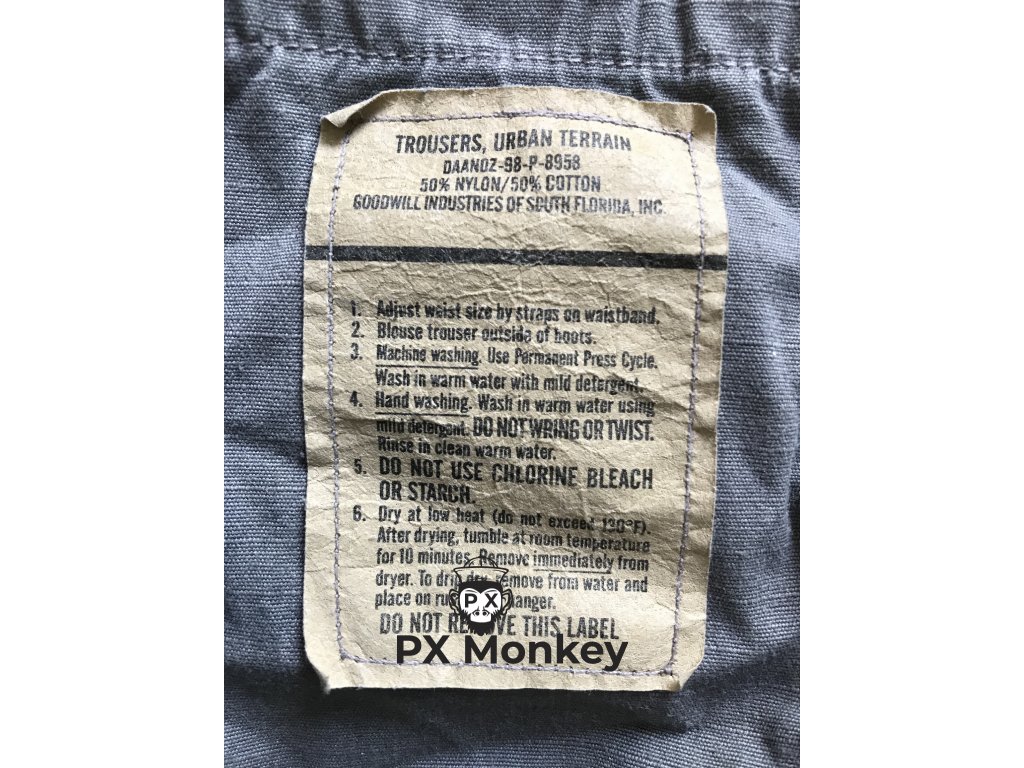 TROUSERS, URBAN TERRAIN
DAANDZ-98-P-8958
50% NYLON/50% COTTON
GOODWILL INDUSTRIES OF SOUTH FLORIDA, INC.
1. Adjust waist size by straps on waistband.
2. Blouse trouser outside of boots.
3. Machine washing. Use Permanent Press Cycle.
Wash in warm water with mild detergent.
4. Hand washing. Wash in warm water using
mild detergent. DO NOT WRING OR TWIST.
Rinse in clean warm water.
5. DO NOT USE CHLORINE BLEACH
OR STARCH.
6. Dry at low heat (do not exceed 130°F).
After drying, tumble at room temperature
for 10 minutes. Remove immediately from
dryer. To drip dry, remove from water and
place on hanger.
PX
DO NOT REMOVE THIS LABEL
PX Monkey